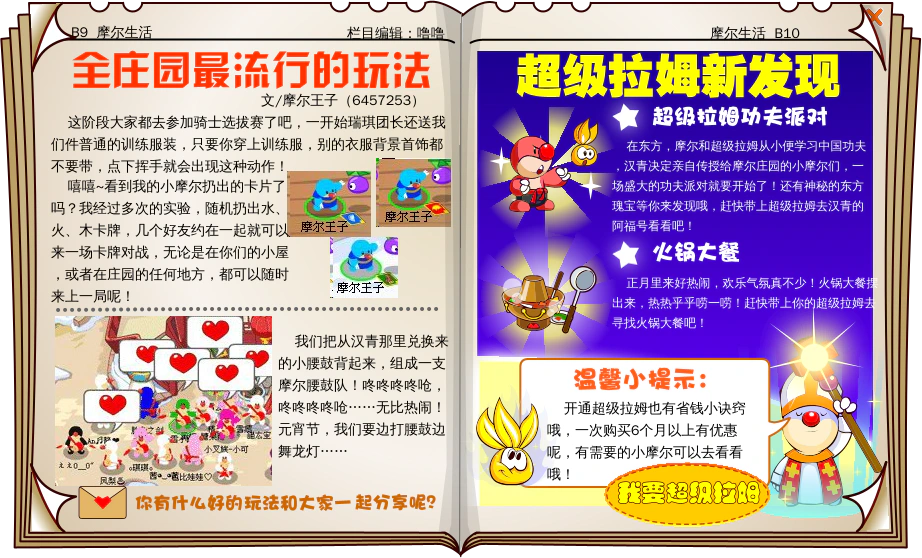 B9 摩尔生活
栏目编辑：噜噜
全庄园最流行的玩法
文/摩尔王子（6457253）
这阶段大家都去参加骑士选拔赛了吧，一开始瑞琪团长还送我
们件普通的训练服装，只要你穿上训练服，别的衣服背景首饰都
不要带，点下挥手就会出现这种动作！
嘻嘻~看到我的小摩尔扔出的卡片了
吗？我经过多次的实验，随机扔出水、
火、木卡牌，几个好友约在一起就可以
来一场卡牌对战，无论是在你们的小屋
，或者在庄园的任何地方，都可以随时
来上一局呢！
摩尔王子
摩尔王子
摩尔王子
我们把从汉青那里兑换来
的小腰鼓背起来，组成一支
摩尔腰鼓队！咚咚咚咚呛，
咚咚咚咚呛……无比热闹！
元宵节，我们要边打腰鼓边
舞龙灯……
小叉族-小可
ぇぇ0__0"
你有什么好的玩法和大家一起分享呢？
摩尔生活 B10
超级拉姆新发现
超级拉姆功夫派对
在东方，摩尔和超级拉姆从小便学习中国功夫
，汉青决定亲自传授给摩尔庄园的小摩尔们，一
场盛大的功夫派对就要开始了！还有神秘的东方
瑰宝等你来发现哦，赶快带上超级拉姆去汉青的
阿福号看看吧！
火锅大餐
正月里来好热闹，欢乐气氛真不少！火锅大餐摆
出来，热热乎乎唠一唠！赶快带上你的超级拉姆去
寻找火锅大餐吧！
温馨小提示：
开通超级拉姆也有省钱小诀窍
哦，一次购买6个月以上有优惠
呢，有需要的小摩尔可以去看看
哦！
我要超级拉姆